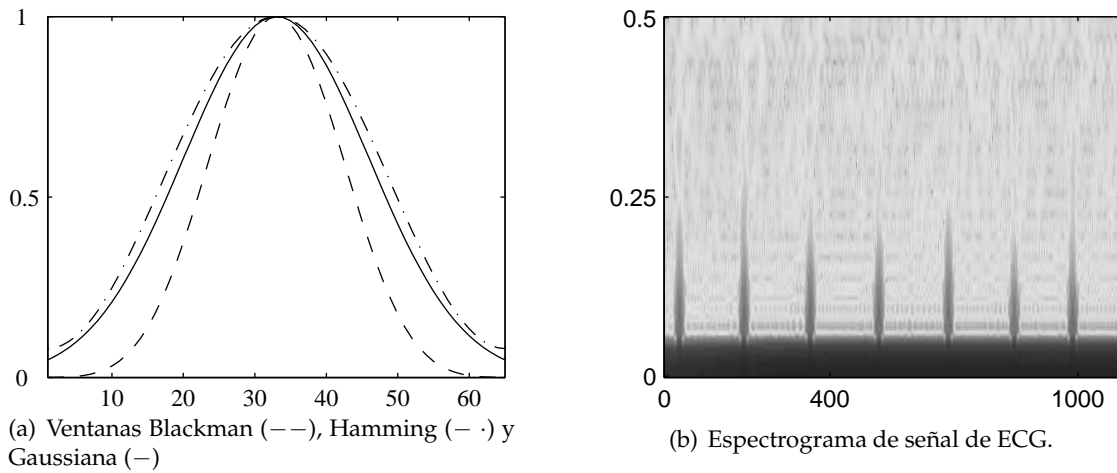 1
0.5
0
10 20 30 40 50 60
(a) Ventanas Blackman (−−), Hamming (− ·) y
Gaussiana (−)
0.5
0.25
0
0 400 1000
(b) Espectrograma de señal de ECG.